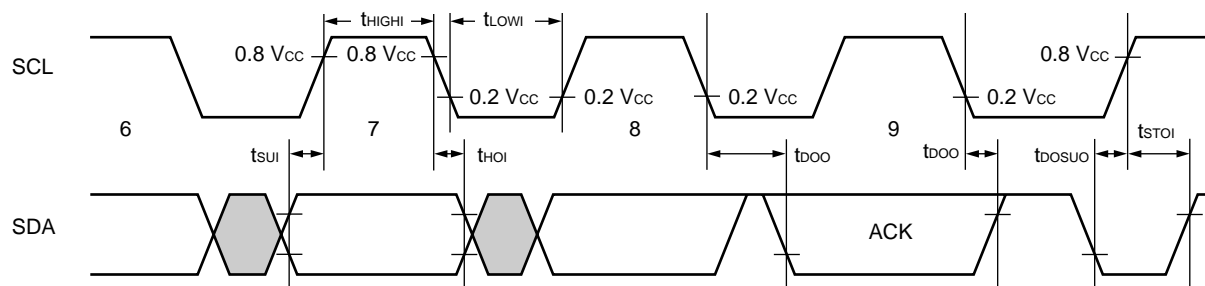 tHIGHI tLOWI
SCL 0.8 VCC 0.8 VCC 0.8 VCC
0.2 VCC 0.2 VCC 0.2 VCC 0.2 VCC
6 7 8 9
tSUI tHOI tDOO tDOO tDOSUO tSTOI
SDA ACK